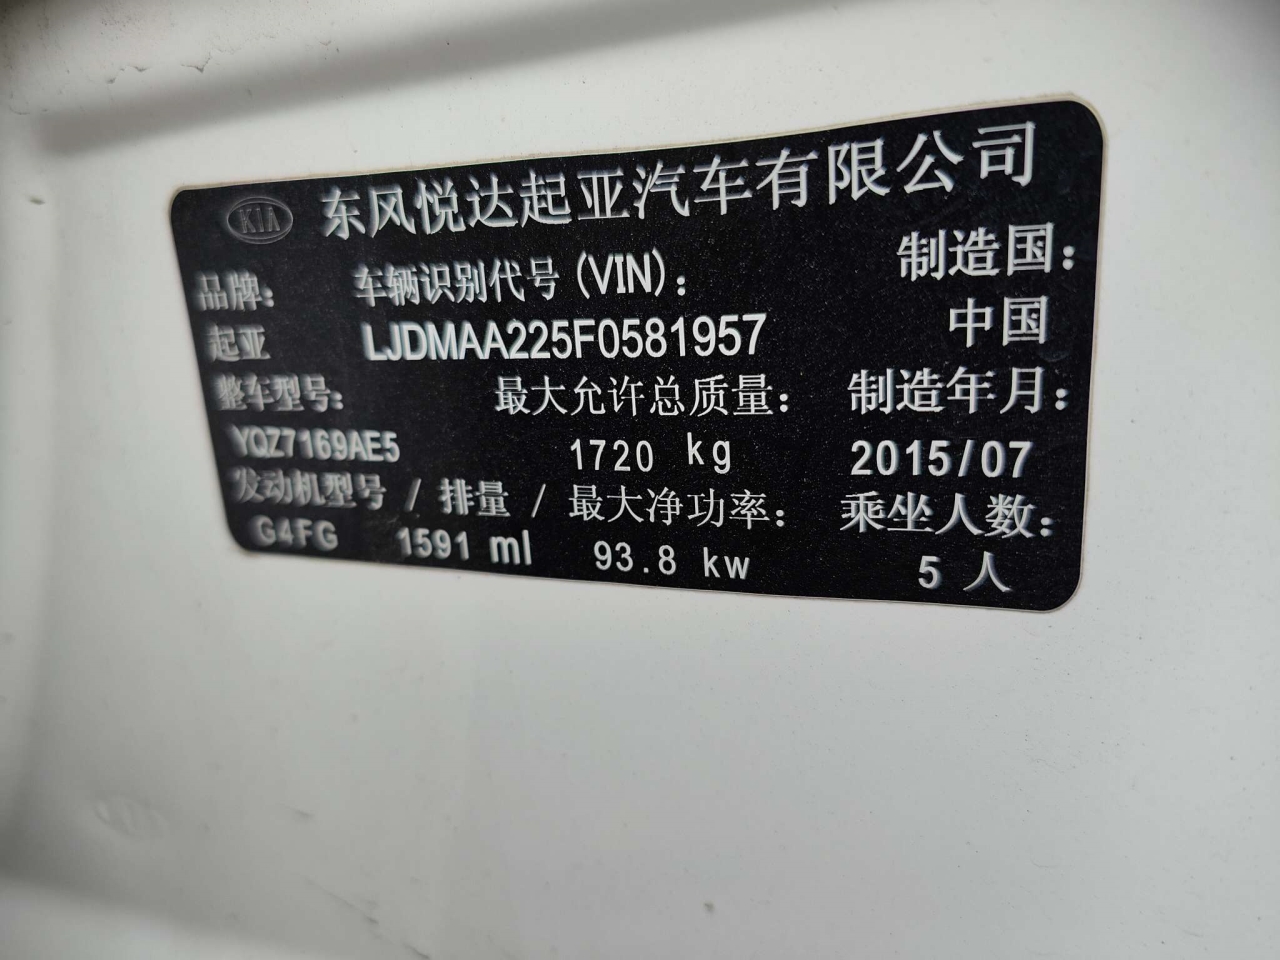 KIA 东风悦达起亚汽车有限公司
品牌: 车辆识别代号(VIN): 制造国:
起亚 LJDMAA225F0581957 中国
整车型号: 最大允许总质量: 制造年月:
YQZ7169AE5 1720 kg 2015/07
发动机型号 / 排量 / 最大净功率: 乘坐人数:
G4FG 1591 ml 93.8 kw 5 人